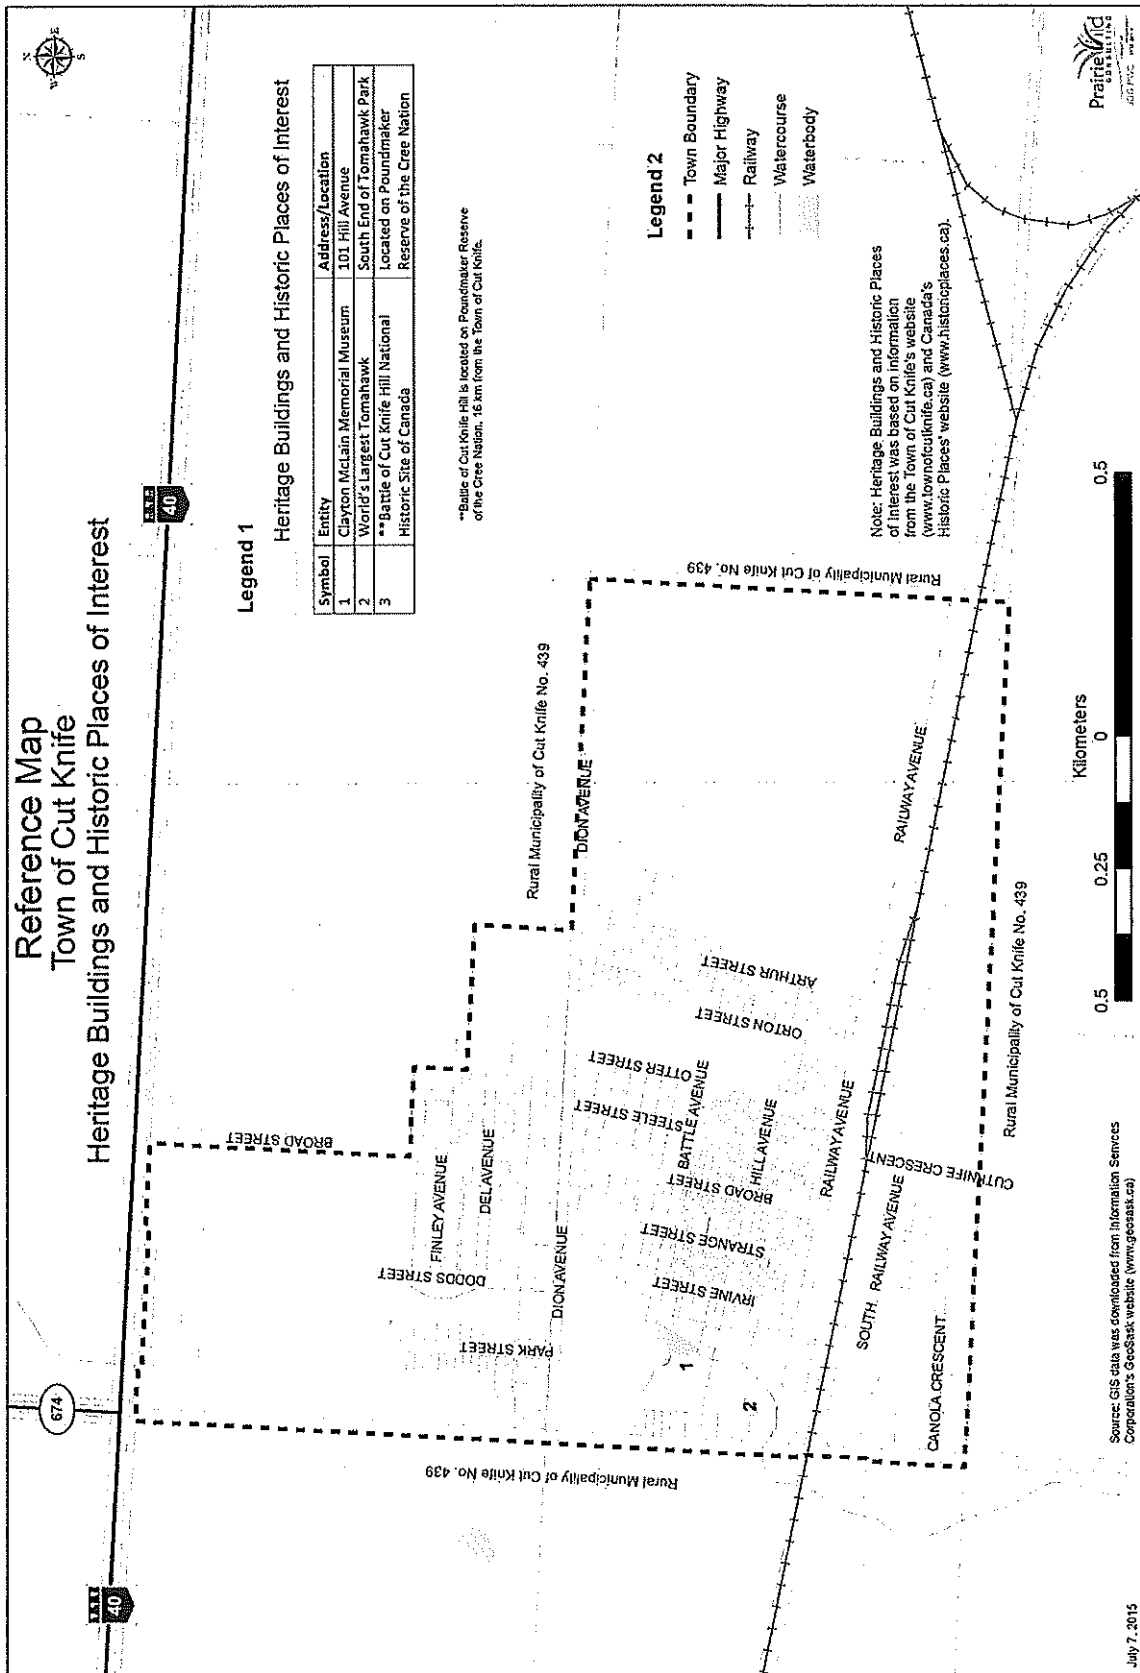 Reference Map
Town of Cut Knife
Heritage Buildings and Historic Places of Interest
N
E
S
W
40
40
674
Legend 1
Heritage Buildings and Historic Places of Interest
Symbol Entity Address/Location
1 Clayton McLain Memorial Museum 101 Hill Avenue
2 World's Largest Tomahawk South End of Tomahawk Park
3 **Battle of Cut Knife Hill National Located on Poundmaker
Historic Site of Canada Reserve of the Cree Nation
**Battle of Cut Knife Hill is located on Poundmaker Reserve
of the Cree Nation, 16 km from the Town of Cut Knife.
Legend 2
Town Boundary
Major Highway
Railway
Watercourse
Waterbody
Note: Heritage Buildings and Historic Places
of Interest was based on information
from the Town of Cut Knife's website
(www.townofcutknife.ca) and Canada's
Historic Places' website (www.historicplaces.ca).
Rural Municipality of Cut Knife No. 439
Rural Municipality of Cut Knife No. 439
Rural Municipality of Cut Knife No. 439
Rural Municipality of Cut Knife No. 439
BROAD STREET
FINLEY AVENUE
DEL AVENUE
DODDS STREET
PARK STREET
DION AVENUE
DION AVENUE
ARTHUR STREET
ORTON STREET
OTTER STREET
STEELE STREET
BATTLE AVENUE
BROAD STREET
HILL AVENUE
STRANGE STREET
IRVINE STREET
1
2
RAILWAY AVENUE
RAILWAY AVENUE
SOUTH RAILWAY AVENUE
CUTKNIFE CRESCENT
CANOLA CRESCENT
Kilometers
0.5 0.25 0 0.5
Source: GIS data was downloaded from Information Services
Corporation's GeoSask website (www.geosask.ca)
July 7, 2015
PrairieWild
CONSULTING